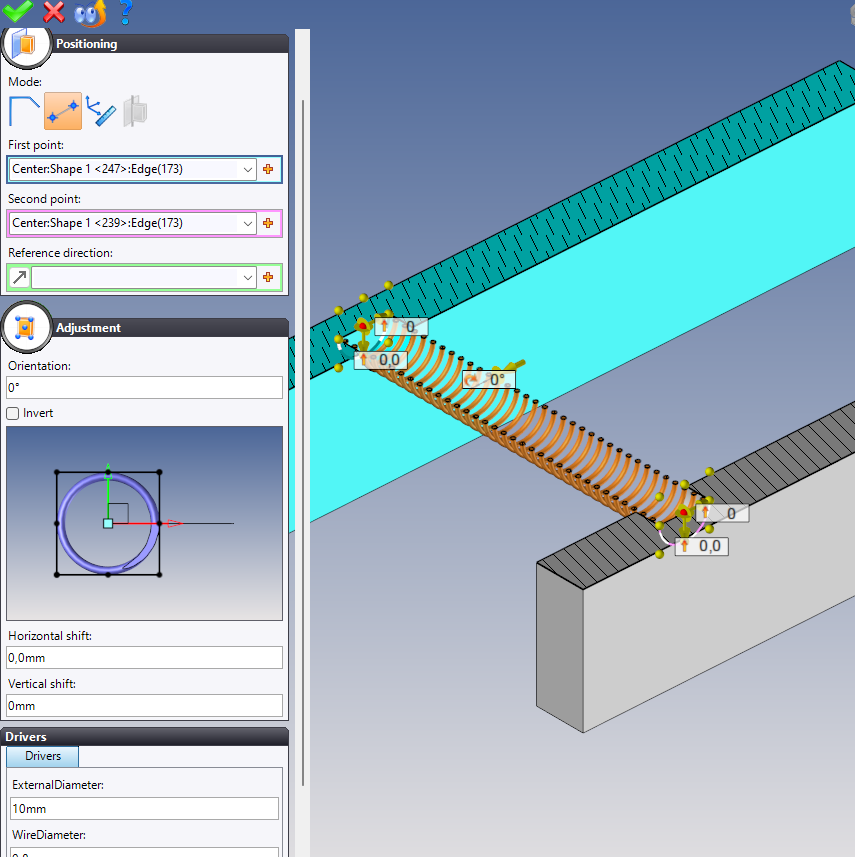 ?
Positioning
Mode:
First point:
Center:Shape 1 <247>:Edge(173)
Second point:
Center:Shape 1 <239>:Edge(173)
Reference direction:
Adjustment
Orientation:
0°
Invert
Horizontal shift:
0,0mm
Vertical shift:
0mm
Drivers
Drivers
ExternalDiameter:
10mm
WireDiameter:
0
0,0
0°
0
0,0